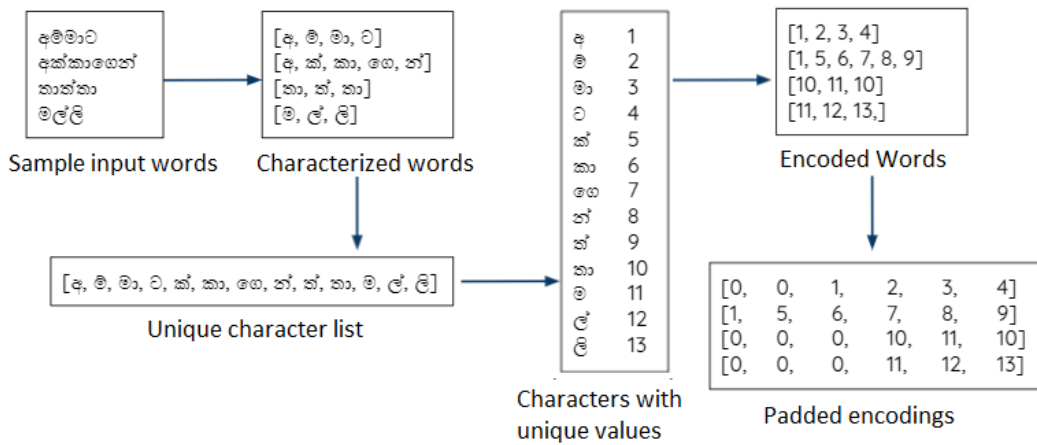 අම්මාට
අක්කාගෙන්
තාත්තා
මල්ලි
Sample input words
[අ, ම්, මා, ට]
[අ, ක්, කා, ගෙ, න්]
[තා, ත්, තා]
[ම, ල්, ලි]
Characterized words
[අ, ම්, මා, ට, ක්, කා, ගෙ, න්, ත්, තා, ම, ල්, ලි]
Unique character list
අ 1
ම් 2
මා 3
ට 4
ක් 5
කා 6
ගෙ 7
න් 8
ත් 9
තා 10
ම 11
ල් 12
ලි 13
Characters with
unique values
[1, 2, 3, 4]
[1, 5, 6, 7, 8, 9]
[10, 11, 10]
[11, 12, 13,]
Encoded Words
[0, 0, 1, 2, 3, 4]
[1, 5, 6, 7, 8, 9]
[0, 0, 0, 10, 11, 10]
[0, 0, 0, 11, 12, 13]
Padded encodings